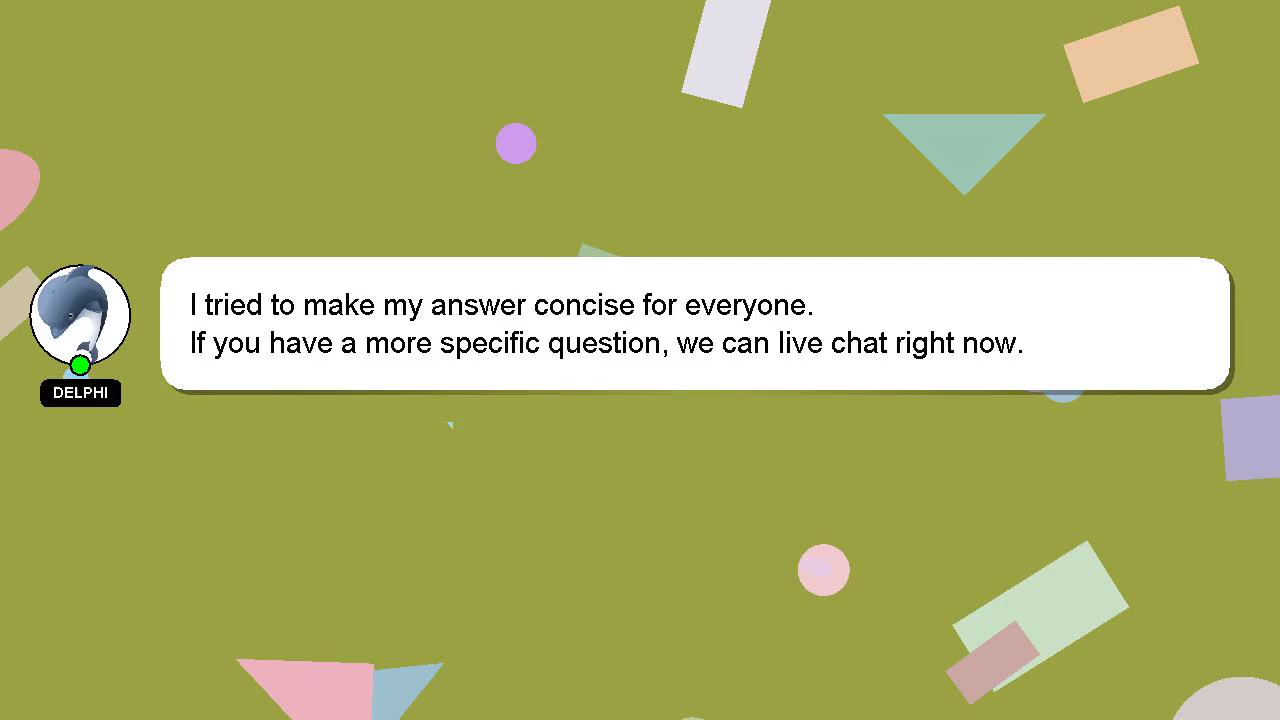 I tried to make my answer concise for everyone.
If you have a more specific question, we can live chat right now.
DELPHI